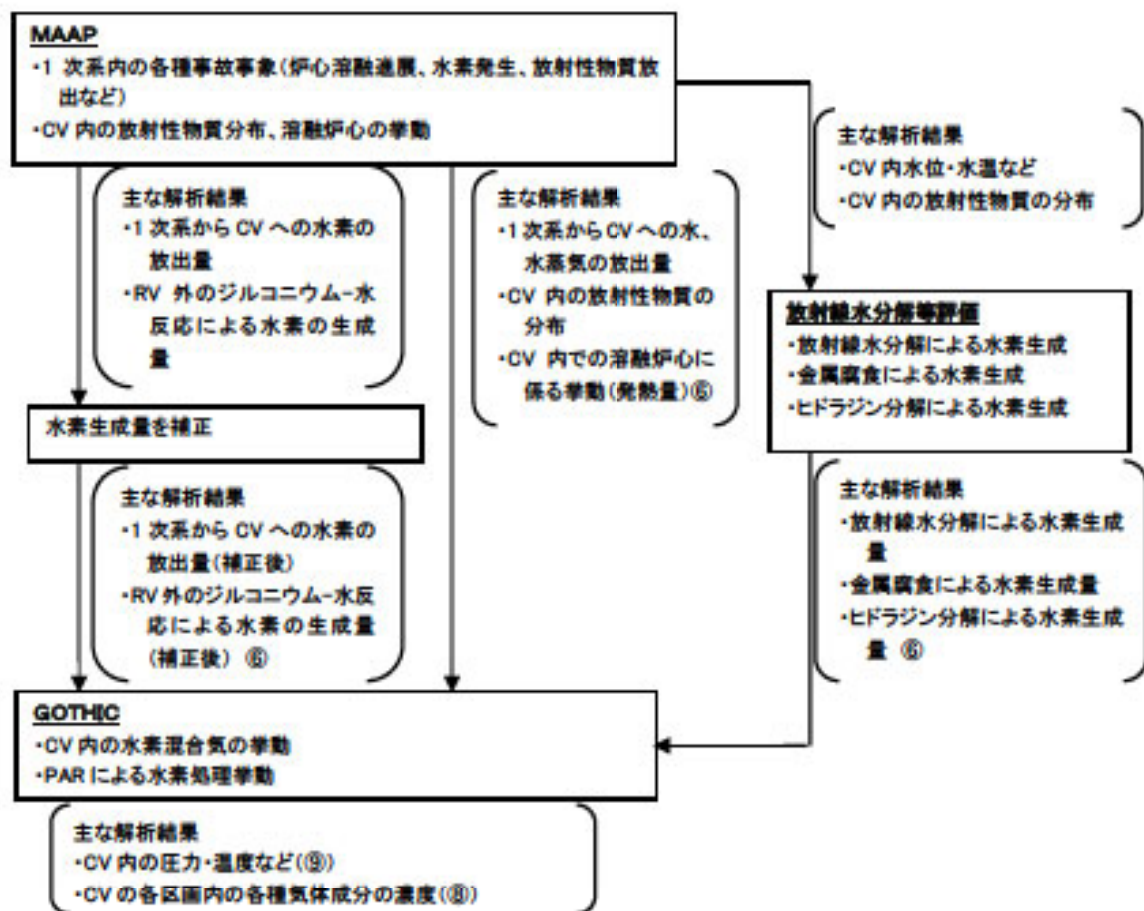 MAAP
・1 次系内の各種事故事象(炉心溶融進展、水素発生、放射性物質放
出など)
・CV 内の放射性物質分布、溶融炉心の挙動
主な解析結果
・1 次系から CV への水素の
放出量
・RV 外のジルコニウム-水
反応による水素の生成
量
主な解析結果
・1 次系から CV への水、
水蒸気の放出量
・CV 内の放射性物質の
分布
・CV 内での溶融炉心に
係る挙動(発熱量)⑥
主な解析結果
・CV 内水位・水温など
・CV 内の放射性物質の分布
放射線水分解等評価
・放射線水分解による水素生成
・金属腐食による水素生成
・ヒドラジン分解による水素生成
水素生成量を補正
主な解析結果
・1 次系から CV への水素の
放出量(補正後)
・RV 外のジルコニウム-水反
応による水素の生成量
(補正後) ⑥
主な解析結果
・放射線水分解による水素生成
量
・金属腐食による水素生成量
・ヒドラジン分解による水素生成
量 ⑥
GOTHIC
・CV 内の水素混合気の挙動
・PAR による水素処理挙動
主な解析結果
・CV 内の圧力・温度など(⑨)
・CV の各区画内の各種気体成分の濃度(⑧)